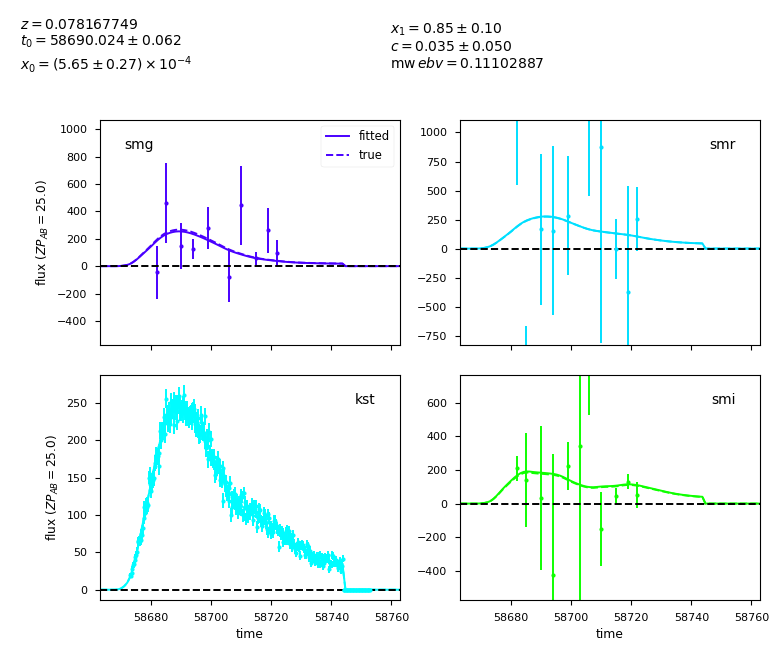 z = 0.078167749
t₀ = 58690.024 ± 0.062
x₀ = (5.65 ± 0.27) × 10⁻⁴
x₁ = 0.85 ± 0.10
c = 0.035 ± 0.050
mw ebv = 0.11102887
smg
fitted
true
1000
800
600
400
200
0
−200
−400
flux (ZP_AB = 25.0)
smr
1000
750
500
250
0
−250
−500
−750
kst
250
200
150
100
50
0
flux (ZP_AB = 25.0)
58680 58700 58720 58740 58760
time
smi
600
400
200
0
−200
−400
58680 58700 58720 58740 58760
time